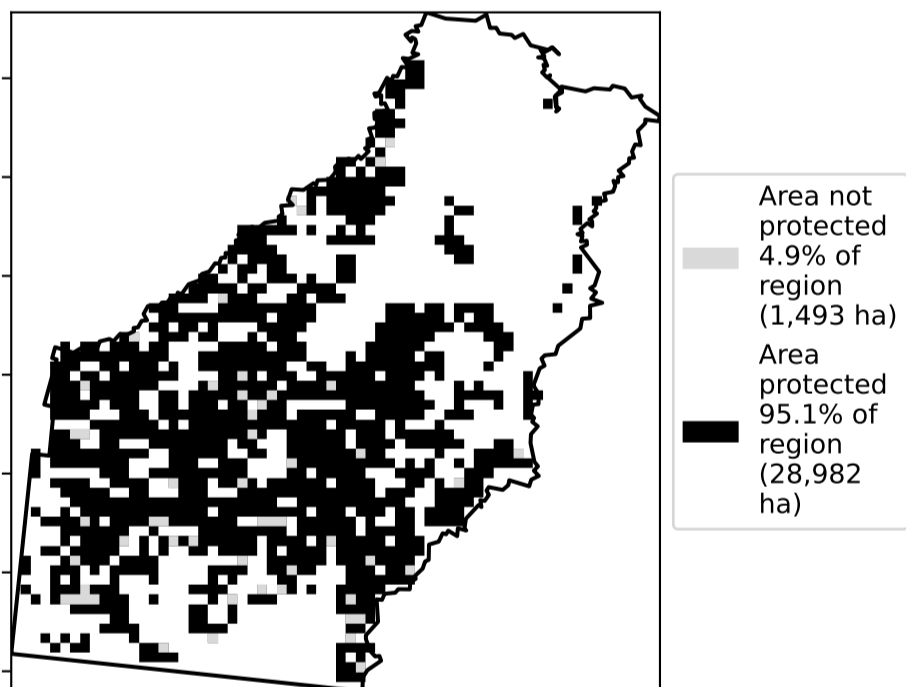 Area not
protected
4.9% of
region
(1,493 ha)
Area
protected
95.1% of
region
(28,982
ha)